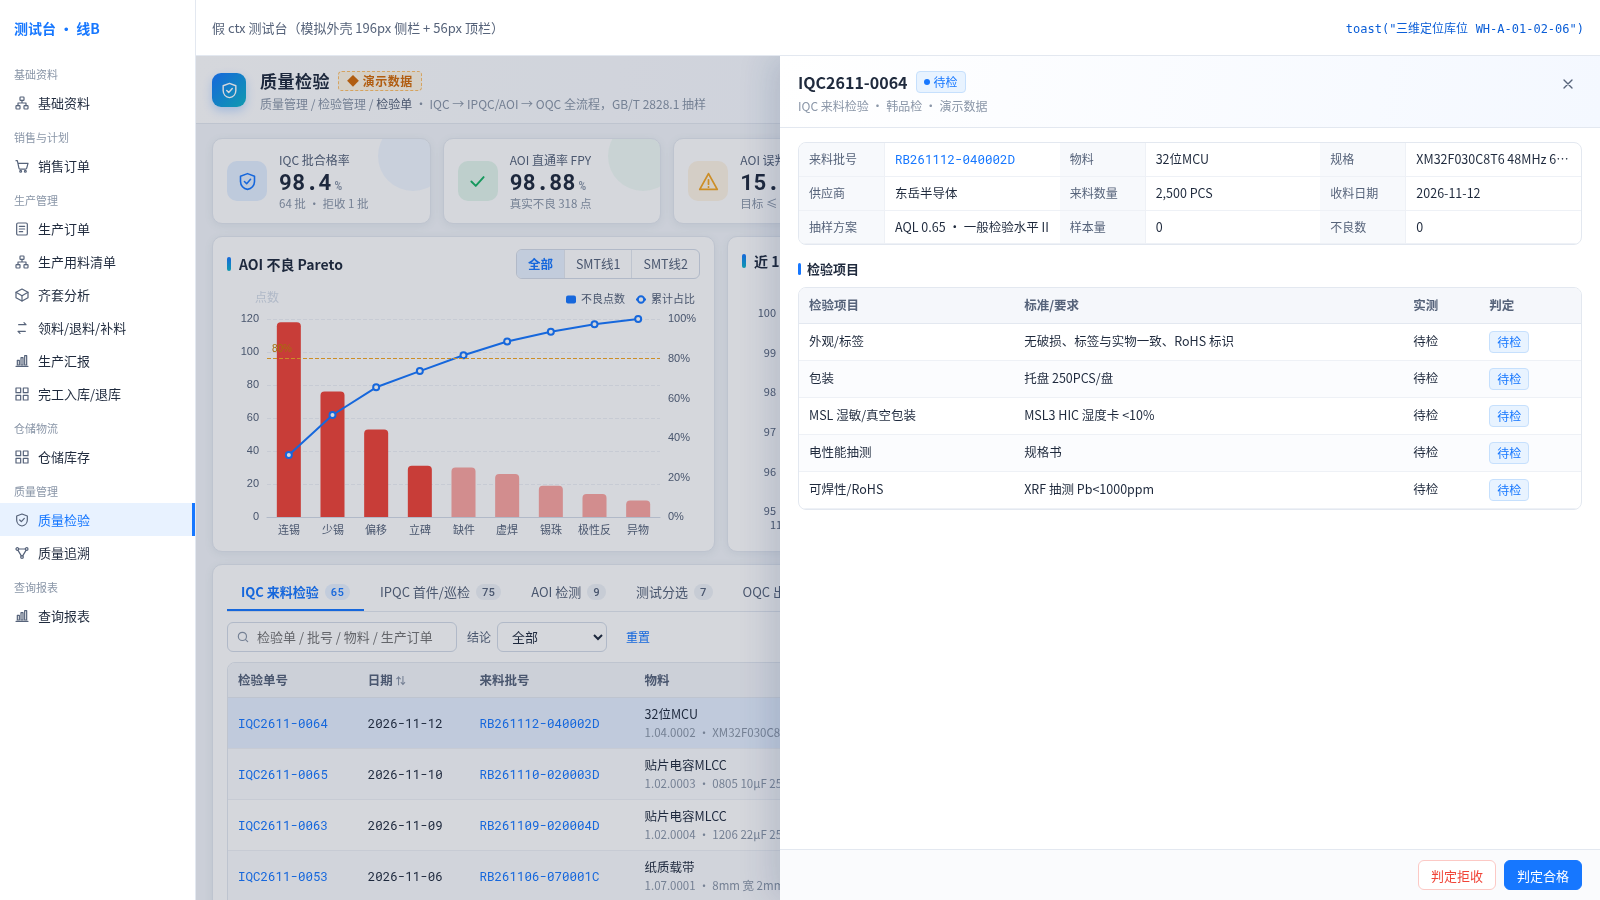 测试台 · 线B
基础资料
基础资料
销售与计划
销售订单
生产管理
生产订单
生产用料清单
齐套分析
领料/退料/补料
生产汇报
完工入库/退库
仓储物流
仓储库存
质量管理
质量检验
质量追溯
查询报表
查询报表
假 ctx 测试台（模拟外壳 196px 侧栏 + 56px 顶栏）
toast("三维定位库位 WH-A-01-02-06")
质量检验 ◆ 演示数据
质量管理 / 检验管理 / 检验单 · IQC → IPQC/AOI → OQC 全流程，GB/T 2828.1 抽样
IQC 批合格率
98.4%
64 批 · 拒收 1 批
AOI 直通率 FPY
98.88%
真实不良 318 点
AOI 误
15.
目标 ≤
AOI 不良 Pareto
全部 SMT线1 SMT线2
点数
不良点数 累计占比
120
100
80
60
40
20
0
80%
100%
80%
60%
40%
20%
0%
连锡 少锡 偏移 立碑 缺件 虚焊 锡珠 极性反 异物
近 1
100
99
98
97
96
95
11
IQC 来料检验 65 IPQC 首件/巡检 75 AOI 检测 9 测试分选 7 OQC
检验单 / 批号 / 物料 / 生产订单 结论 全部 重置
检验单号 日期 ⇅ 来料批号 物料
IQC2611-0064 2026-11-12 RB261112-040002D 32位MCU
1.04.0002 · XM32F030C8
IQC2611-0065 2026-11-10 RB261110-020003D 贴片电容MLCC
1.02.0003 · 0805 10μF 25
IQC2611-0063 2026-11-09 RB261109-020004D 贴片电容MLCC
1.02.0004 · 1206 22μF 25
IQC2611-0053 2026-11-06 RB261106-070001C 纸质载带
1.07.0001 · 8mm 宽 2mm
IQC2611-0064 待检
IQC 来料检验 · 韩品检 · 演示数据
来料批号 RB261112-040002D 物料 32位MCU 规格 XM32F030C8T6 48MHz 6…
供应商 东岳半导体 来料数量 2,500 PCS 收料日期 2026-11-12
抽样方案 AQL 0.65 · 一般检验水平 II 样本量 0 不良数 0
检验项目
检验项目 标准/要求 实测 判定
外观/标签 无破损、标签与实物一致、RoHS 标识 待检 待检
包装 托盘 250PCS/盘 待检 待检
MSL 湿敏/真空包装 MSL3 HIC 湿度卡 <10% 待检 待检
电性能抽测 规格书 待检 待检
可焊性/RoHS XRF 抽测 Pb<1000ppm 待检 待检
判定拒收 判定合格